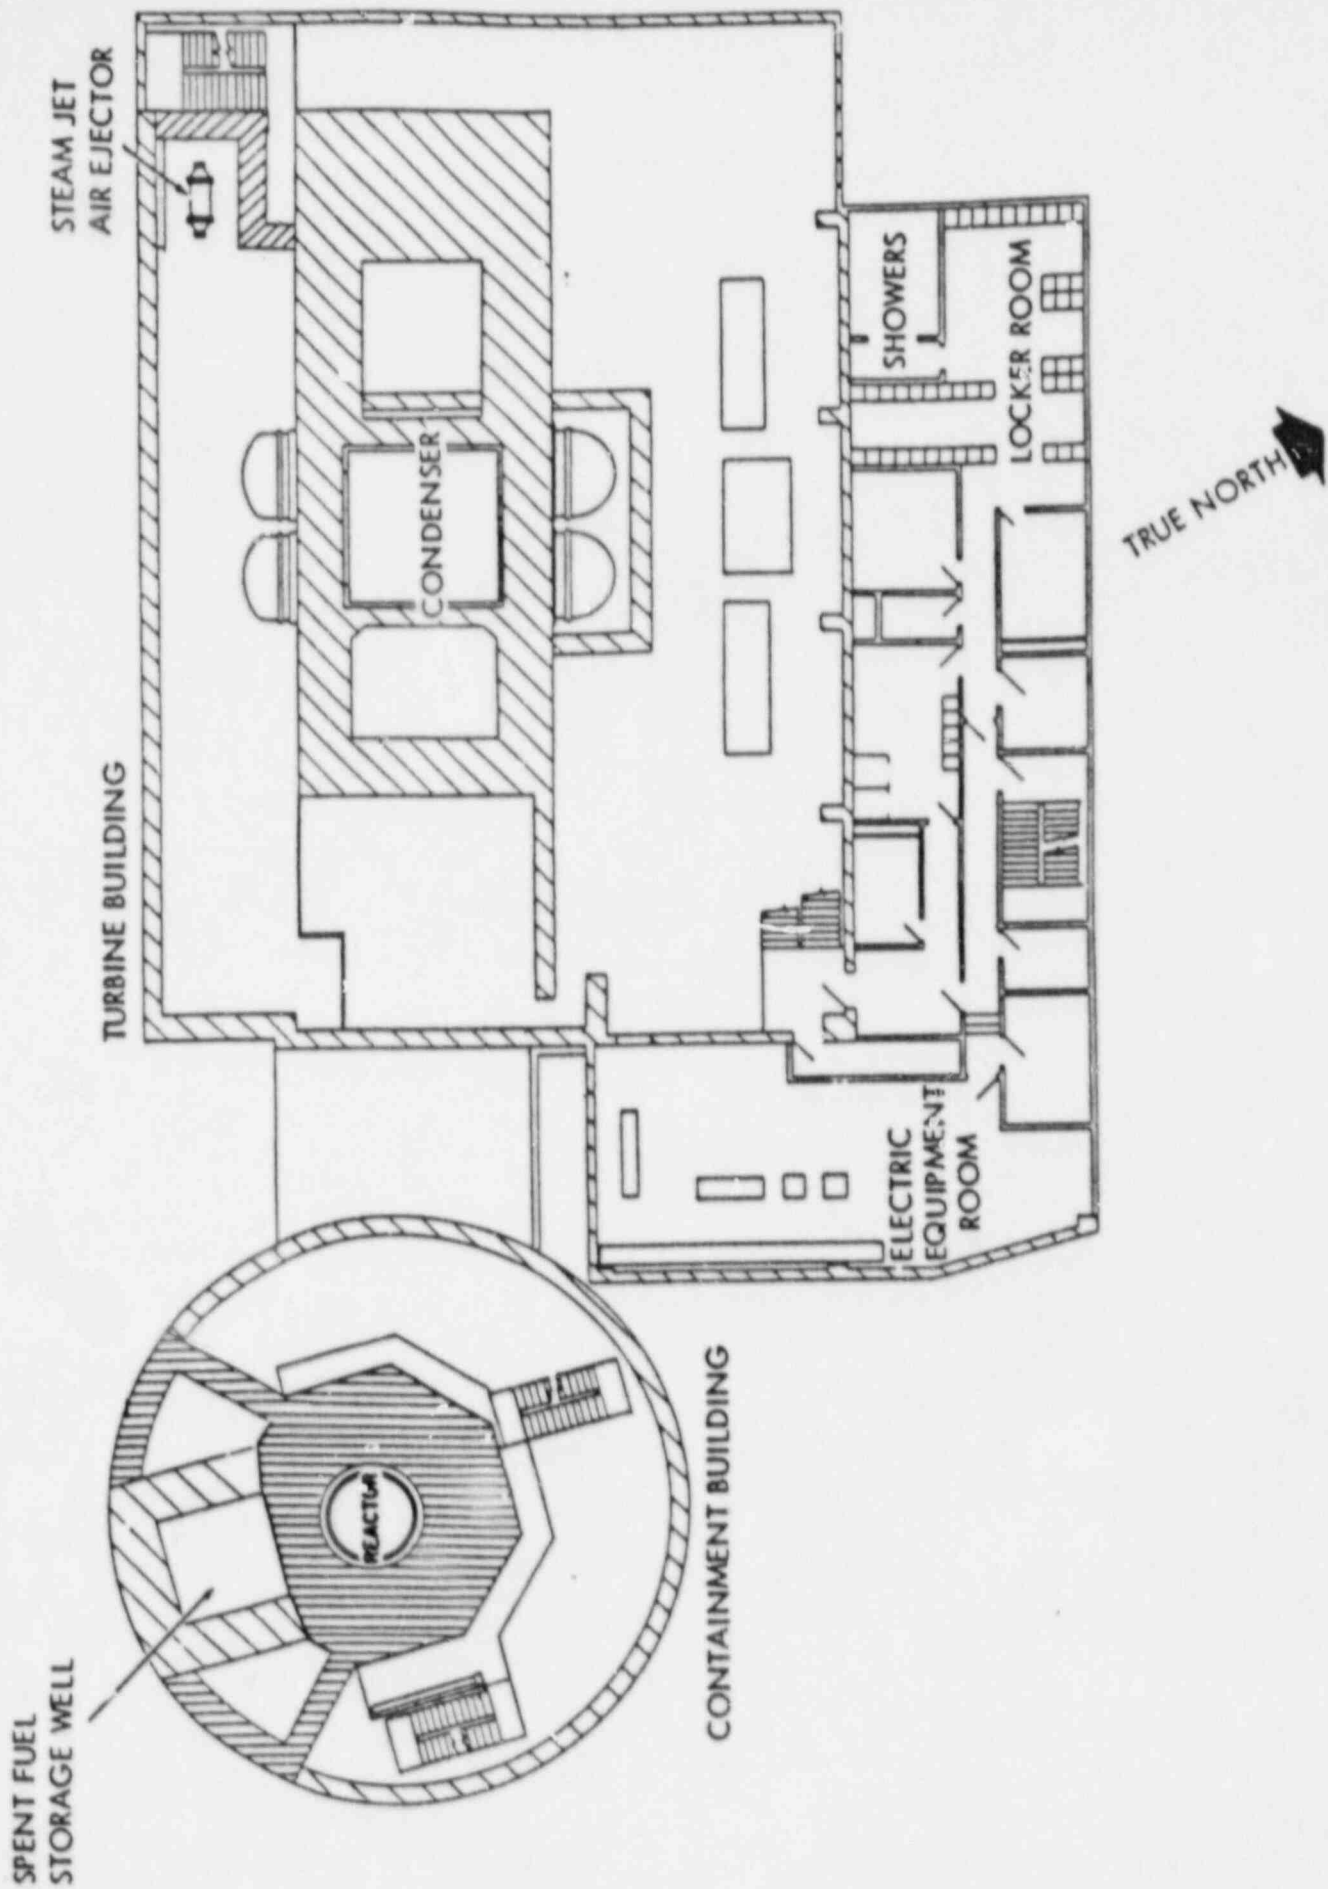 SPENT FUEL
STORAGE WELL
REACTOR
CONTAINMENT BUILDING
TURBINE BUILDING
STEAM JET
AIR EJECTOR
CONDENSER
ELECTRIC
EQUIPMENT
ROOM
SHOWERS
LOCKER ROOM
TRUE NORTH